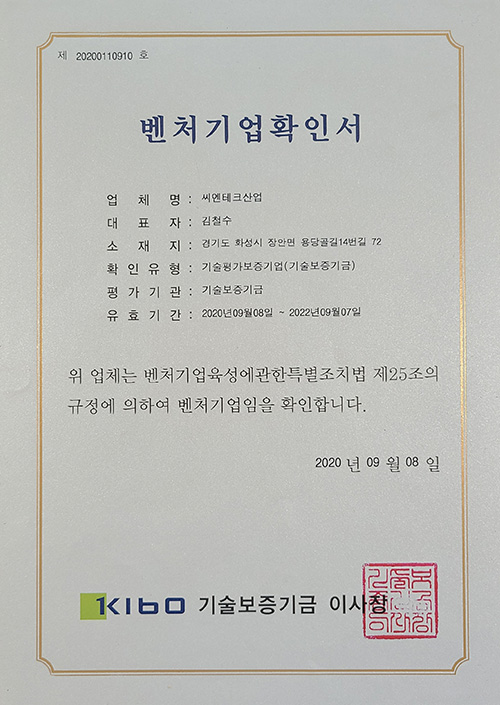 제 20200110910 호
벤처기업확인서
업 체 명 : 씨엔테크산업
대 표 자 : 김철수
소 재 지 : 경기도 화성시 장안면 용당골길14번길 72
확인유형 : 기술평가보증기업(기술보증기금)
평가기관 : 기술보증기금
유효기간 : 2020년09월08일 ~ 2022년09월07일
위 업체는 벤처기업육성에관한특별조치법 제25조의
규정에 의하여 벤처기업임을 확인합니다.
2020 년 09 월 08 일
KIBO 기술보증기금 이사장